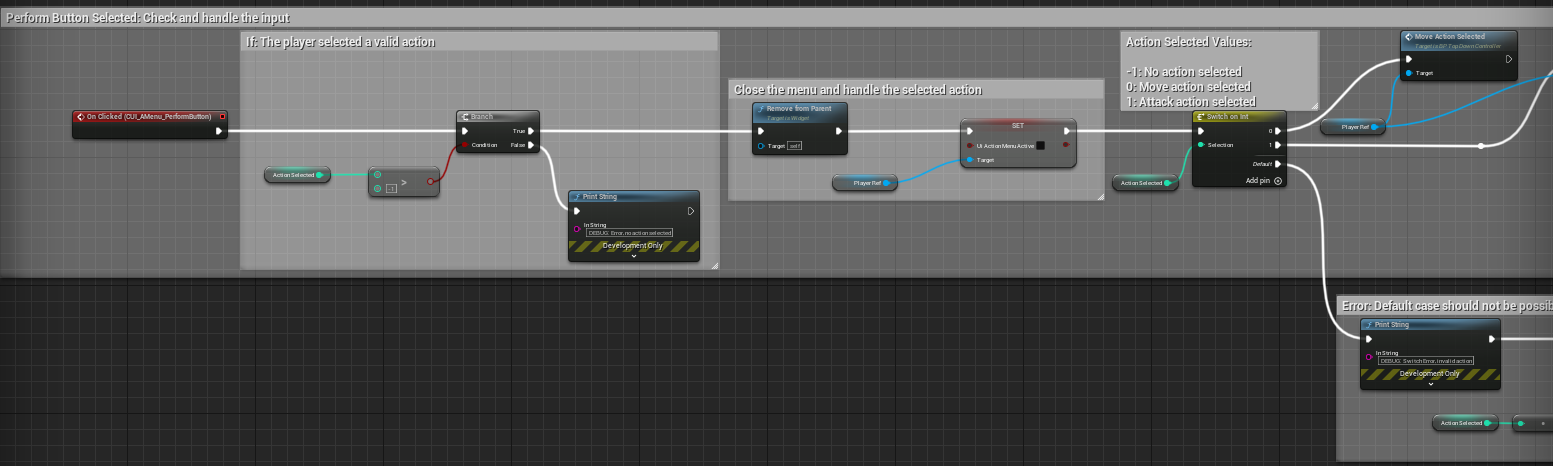 Perform Button Selected: Check and handle the input
If: The player selected a valid action
On Clicked (CUI_AMenu_PerformButton)
Action Selected
-1
>
Branch
True
Condition
False
Print String
In String
DEBUG: Error, no action selected
Development Only
Close the menu and handle the selected action
Remove from Parent
Target is Widget
Target
self
Player Ref
SET
Ui Action Menu Active
Target
Action Selected Values:
-1: No action selected
0: Move action selected
1: Attack action selected
Action Selected
Switch on Int
0
Selection
1
Default
Add pin
Move Action Selected
Target is BP Top Down Controller
Target
Player Ref
Error: Default case should not be possib
Print String
In String
DEBUG: Switch Error, invalid action
Development Only
Action Selected